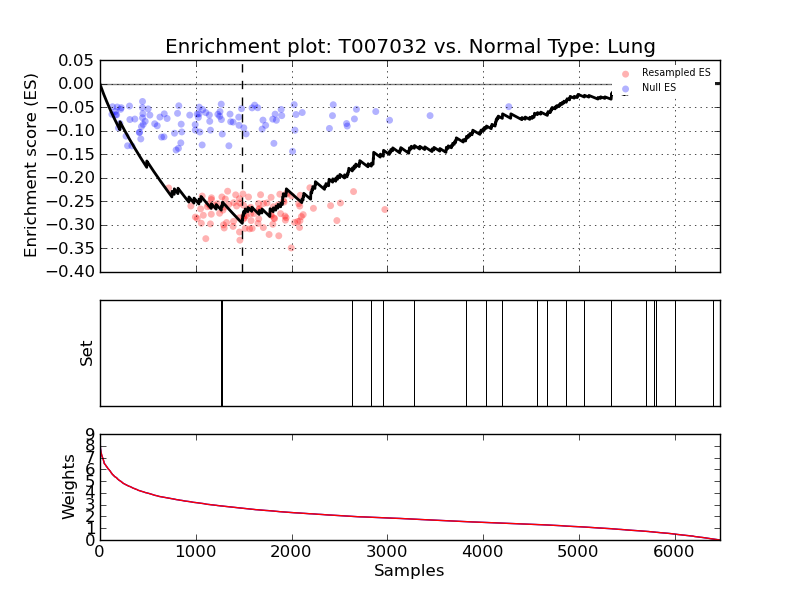 Enrichment plot: T007032 vs. Normal Type: Lung
Enrichment score (ES)
0.05
0.00
−0.05
−0.10
−0.15
−0.20
−0.25
−0.30
−0.35
−0.40
Resampled ES
Null ES
Set
Weights
9
8
7
6
5
4
3
2
1
0
0 1000 2000 3000 4000 5000 6000
Samples